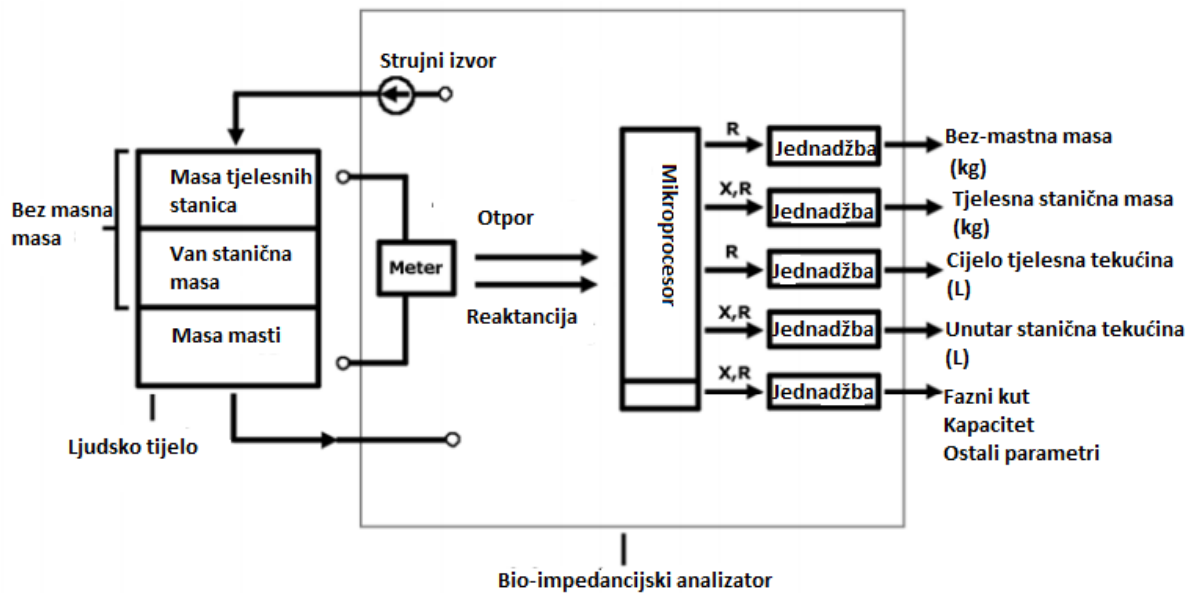 Strujni izvor
Masa tjelesnih
stanica
Bez masna
masa
Van stanična
masa
Masa masti
Ljudsko tijelo
Meter
Otpor
Reaktancija
Mikroprocesor
R
Jednadžba
Bez-mastna masa
(kg)
X,R
Jednadžba
Tjelesna stanična masa
(kg)
R
Jednadžba
Cijelo tjelesna tekućina
(L)
X,R
Jednadžba
Unutar stanična tekućina
(L)
X,R
Jednadžba
Fazni kut
Kapacitet
Ostali parametri
Bio-impedancijski analizator